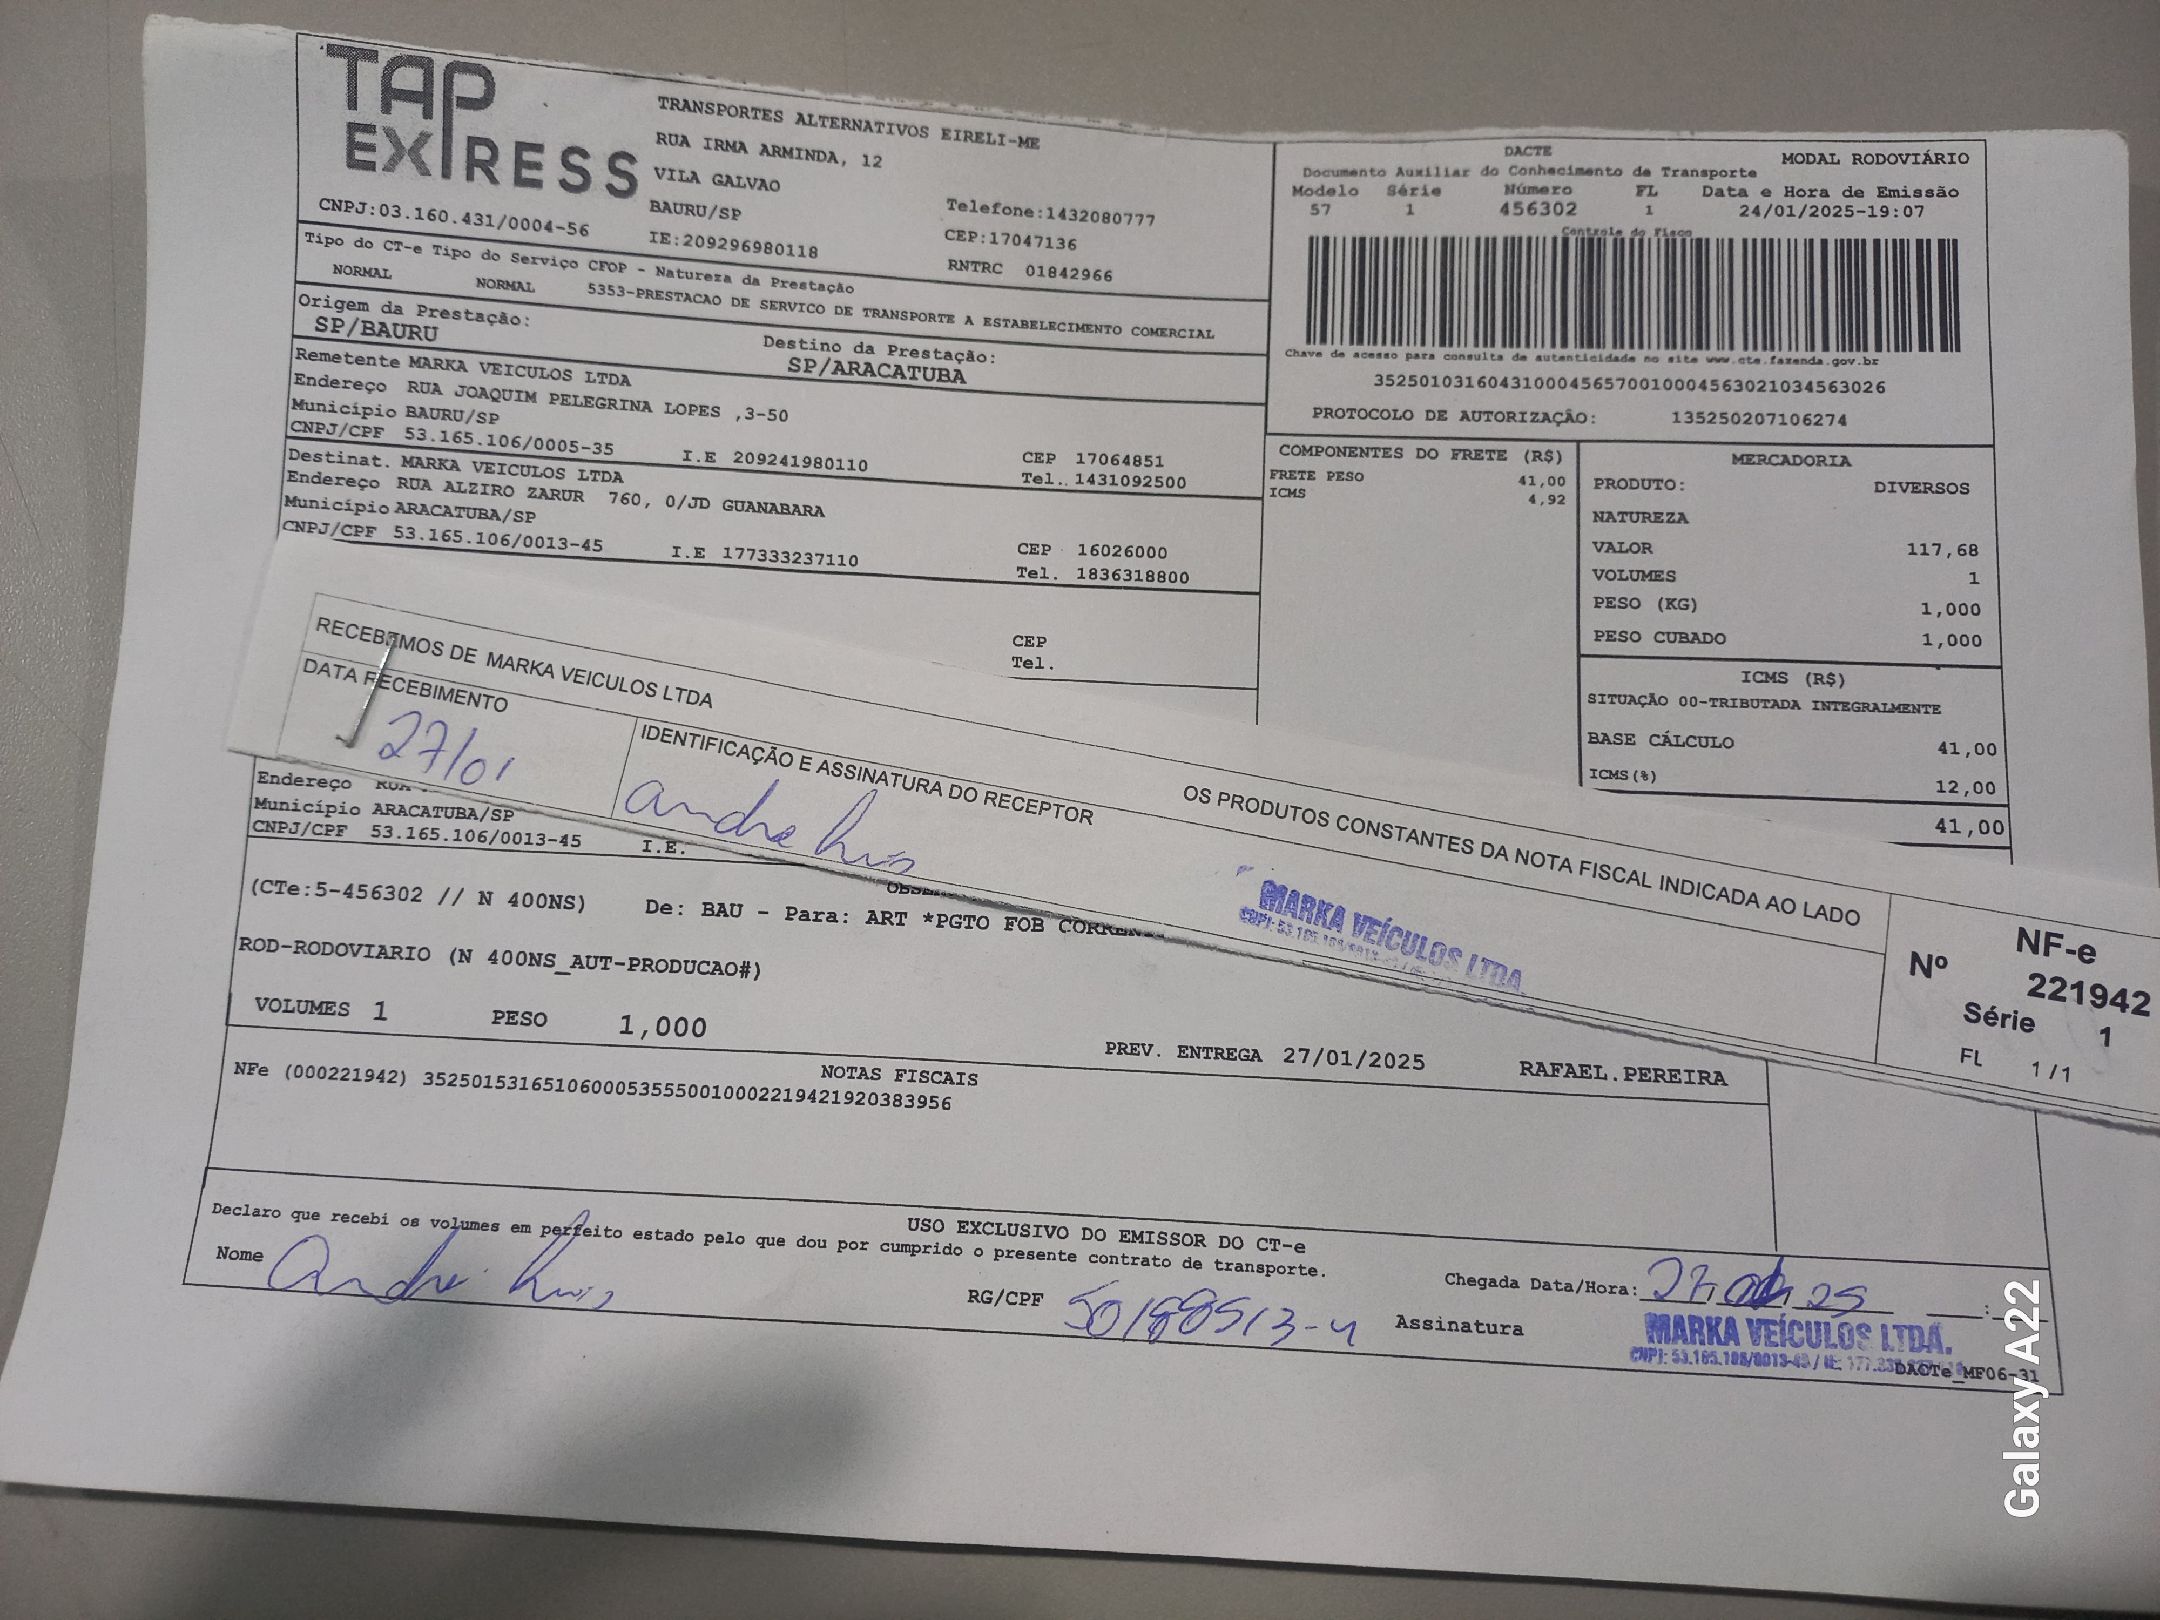 TAP
EXPRESS
TRANSPORTES ALTERNATIVOS EIRELI-ME
RUA IRMA ARMINDA, 12
VILA GALVAO
BAURU/SP Telefone:1432080777
CNPJ:03.160.431/0004-56 IE:209296980118 CEP:17047136
RNTRC 01842966
Tipo do CT-e Tipo do Serviço CFOP - Natureza da Prestação
NORMAL NORMAL 5353-PRESTACAO DE SERVICO DE TRANSPORTE A ESTABELECIMENTO COMERCIAL
Origem da Prestação: Destino da Prestação:
SP/BAURU SP/ARACATUBA
Remetente MARKA VEICULOS LTDA
Endereço RUA JOAQUIM PELEGRINA LOPES ,3-50
Município BAURU/SP CEP 17064851
CNPJ/CPF 53.165.106/0005-35 I.E 209241980110 Tel.. 1431092500
Destinat. MARKA VEICULOS LTDA
Endereço RUA ALZIRO ZARUR 760, 0/JD GUANABARA
Município ARACATUBA/SP CEP 16026000
CNPJ/CPF 53.165.106/0013-45 I.E 177333237110 Tel. 1836318800
CEP
Tel.
DACTE MODAL RODOVIÁRIO
Documento Auxiliar do Conhecimento de Transporte
Modelo Série Número FL Data e Hora de Emissão
57 1 456302 1 24/01/2025-19:07
Controle do Fisco
Chave de acesso para consulta de autenticidade no site www.cte.fazenda.gov.br
35250103160431000456570010004563021034563026
PROTOCOLO DE AUTORIZAÇÃO: 135250207106274
COMPONENTES DO FRETE (R$)
FRETE PESO 41,00
ICMS 4,92
MERCADORIA
PRODUTO: DIVERSOS
NATUREZA
VALOR 117,68
VOLUMES 1
PESO (KG) 1,000
PESO CUBADO 1,000
ICMS (R$)
SITUAÇÃO 00-TRIBUTADA INTEGRALMENTE
BASE CÁLCULO 41,00
ICMS(%) 12,00
41,00
RECEBEMOS DE MARKA VEICULOS LTDA OS PRODUTOS CONSTANTES DA NOTA FISCAL INDICADA AO LADO
DATA RECEBIMENTO IDENTIFICAÇÃO E ASSINATURA DO RECEPTOR
27/01 Andre Luis
MARKA VEÍCULOS LTDA
NF-e
Nº 221942
Série 1
FL 1 / 1
Endereço RUA
Município ARACATUBA/SP
CNPJ/CPF 53.165.106/0013-45 I.E.
(CTe:5-456302 // N 400NS) De: BAU - Para: ART *PGTO FOB
ROD-RODOVIARIO (N 400NS_AUT-PRODUCAO#)
VOLUMES 1 PESO 1,000 PREV. ENTREGA 27/01/2025 RAFAEL.PEREIRA
NOTAS FISCAIS
NFe (000221942) 35250153165106000535550010002219421920383956
USO EXCLUSIVO DO EMISSOR DO CT-e
Declaro que recebi os volumes em perfeito estado pelo que dou por cumprido o presente contrato de transporte.
Nome Andre Luis RG/CPF 50188513-4 Chegada Data/Hora: 27, 01, 25 :
Assinatura
MARKA VEÍCULOS LTDA.
DACTe_MF06-31
Galaxy A22